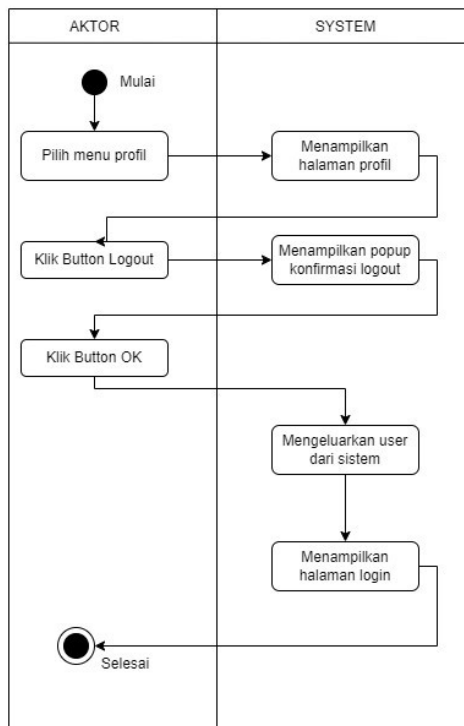 AKTOR
SYSTEM
Mulai
Pilih menu profil
Menampilkan
halaman profil
Klik Button Logout
Menampilkan popup
konfirmasi logout
Klik Button OK
Mengeluarkan user
dari sistem
Menampilkan
halaman login
Selesai